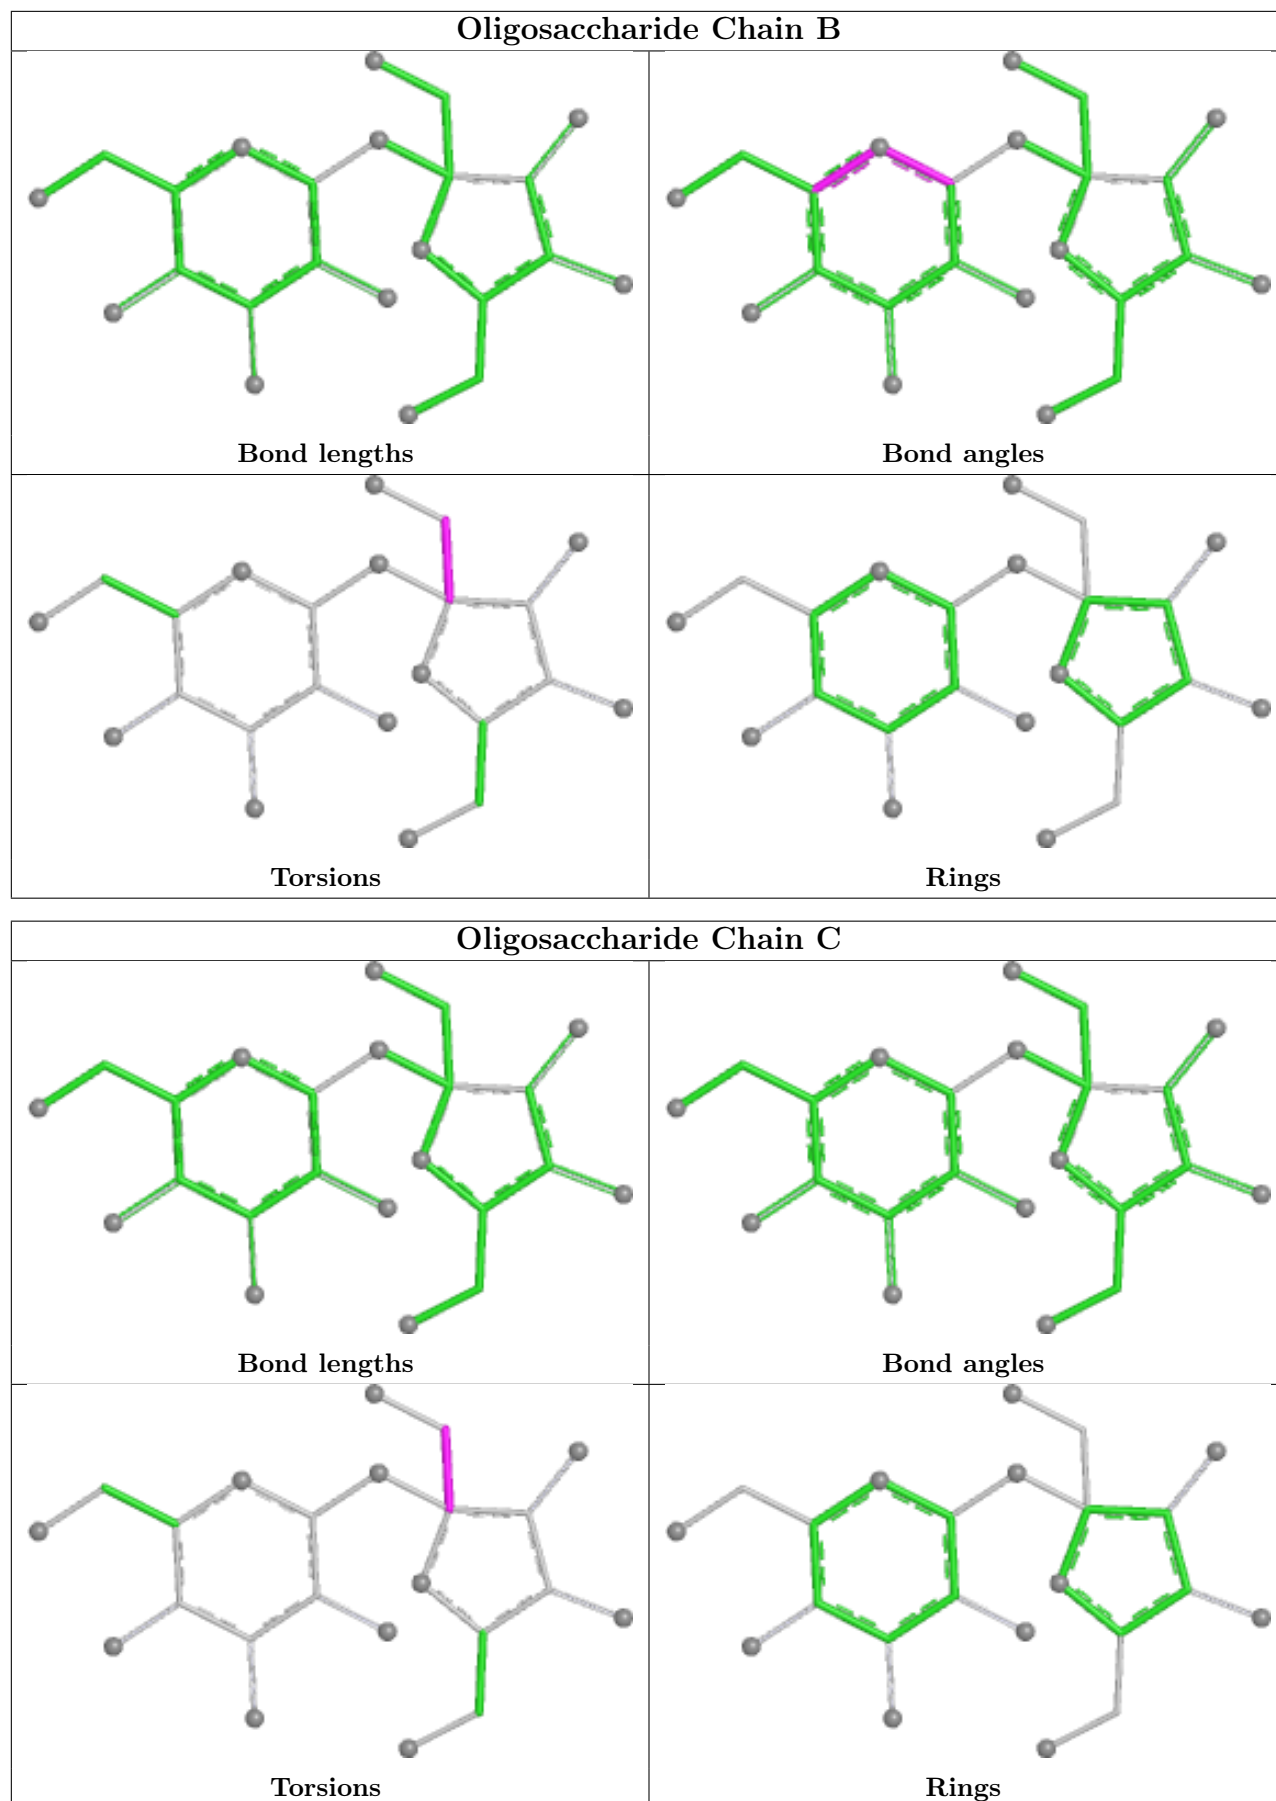 Oligosaccharide Chain B
Bond lengths
Bond angles
Torsions
Rings
Oligosaccharide Chain C
Bond lengths
Bond angles
Torsions
Rings